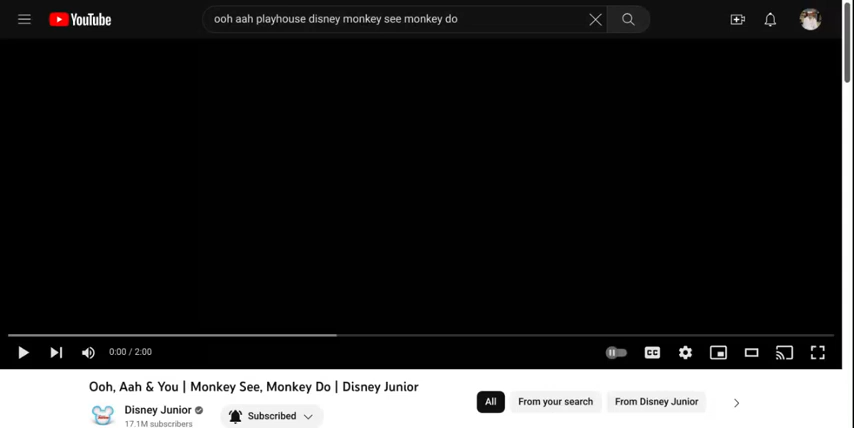 YouTube
ooh aah playhouse disney monkey see monkey do
0:00 / 2:00
CC
Ooh, Aah & You | Monkey See, Monkey Do | Disney Junior
Disney Junior
17.1M subscribers
Subscribed
All
From your search
From Disney Junior